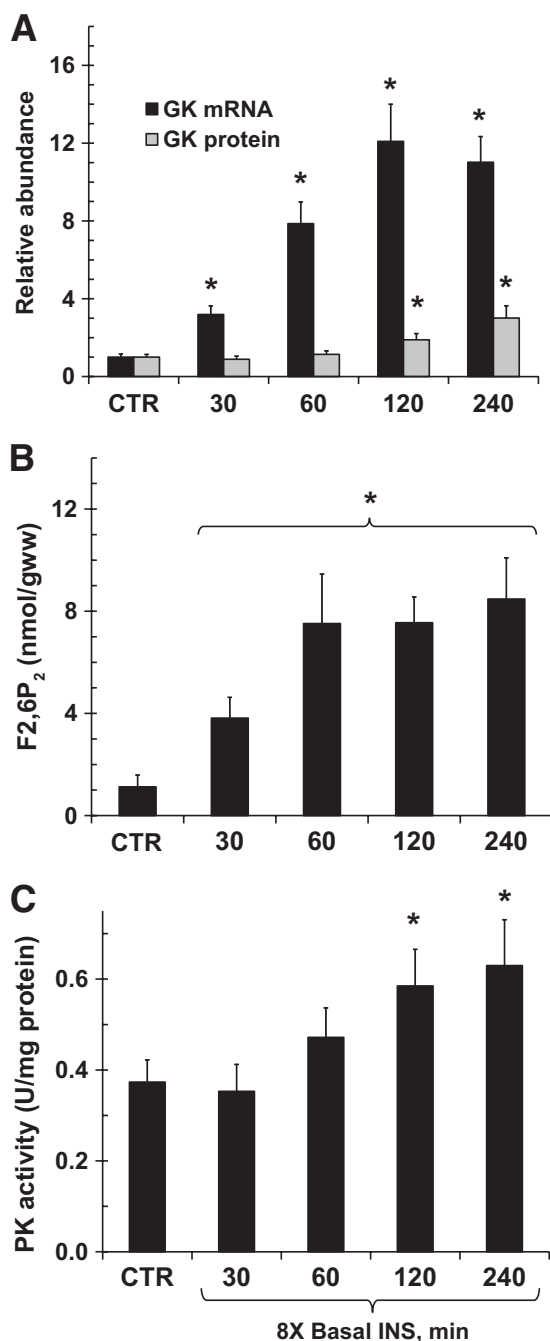 A
Relative abundance
16
12
8
4
0
GK mRNA
GK protein
*
*
*
*
*
*
CTR 30 60 120 240
B
F2,6P₂ (nmol/gww)
12
8
4
0
*
CTR 30 60 120 240
C
PK activity (U/mg protein)
0.6
0.4
0.2
0.0
*
*
CTR 30 60 120 240
8X Basal INS, min